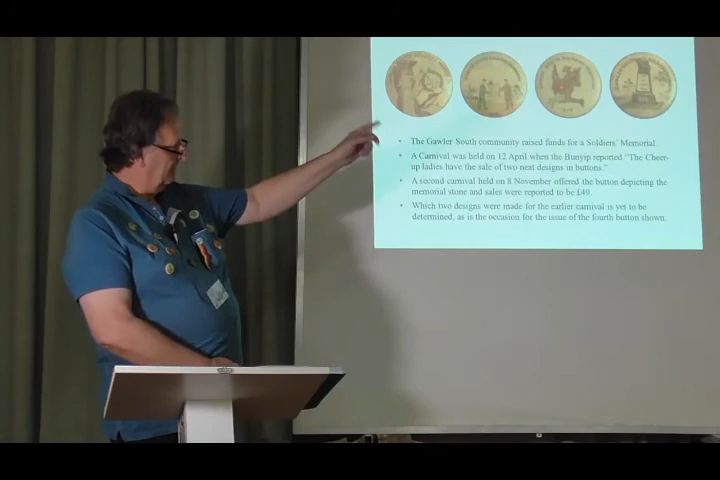 • The Gawler South community raised funds for a Soldiers' Memorial
• A Carnival was held on 12 April when the Bunyip reported "The Cheer-
up ladies have the sale of two neat designs in buttons."
• A second carnival held on 8 November offered the button depicting the
memorial stone and sales were reported to be £49.
• Which two designs were made for the earlier carnival is yet to be
determined, as is the occasion for the issue of the fourth button shown.